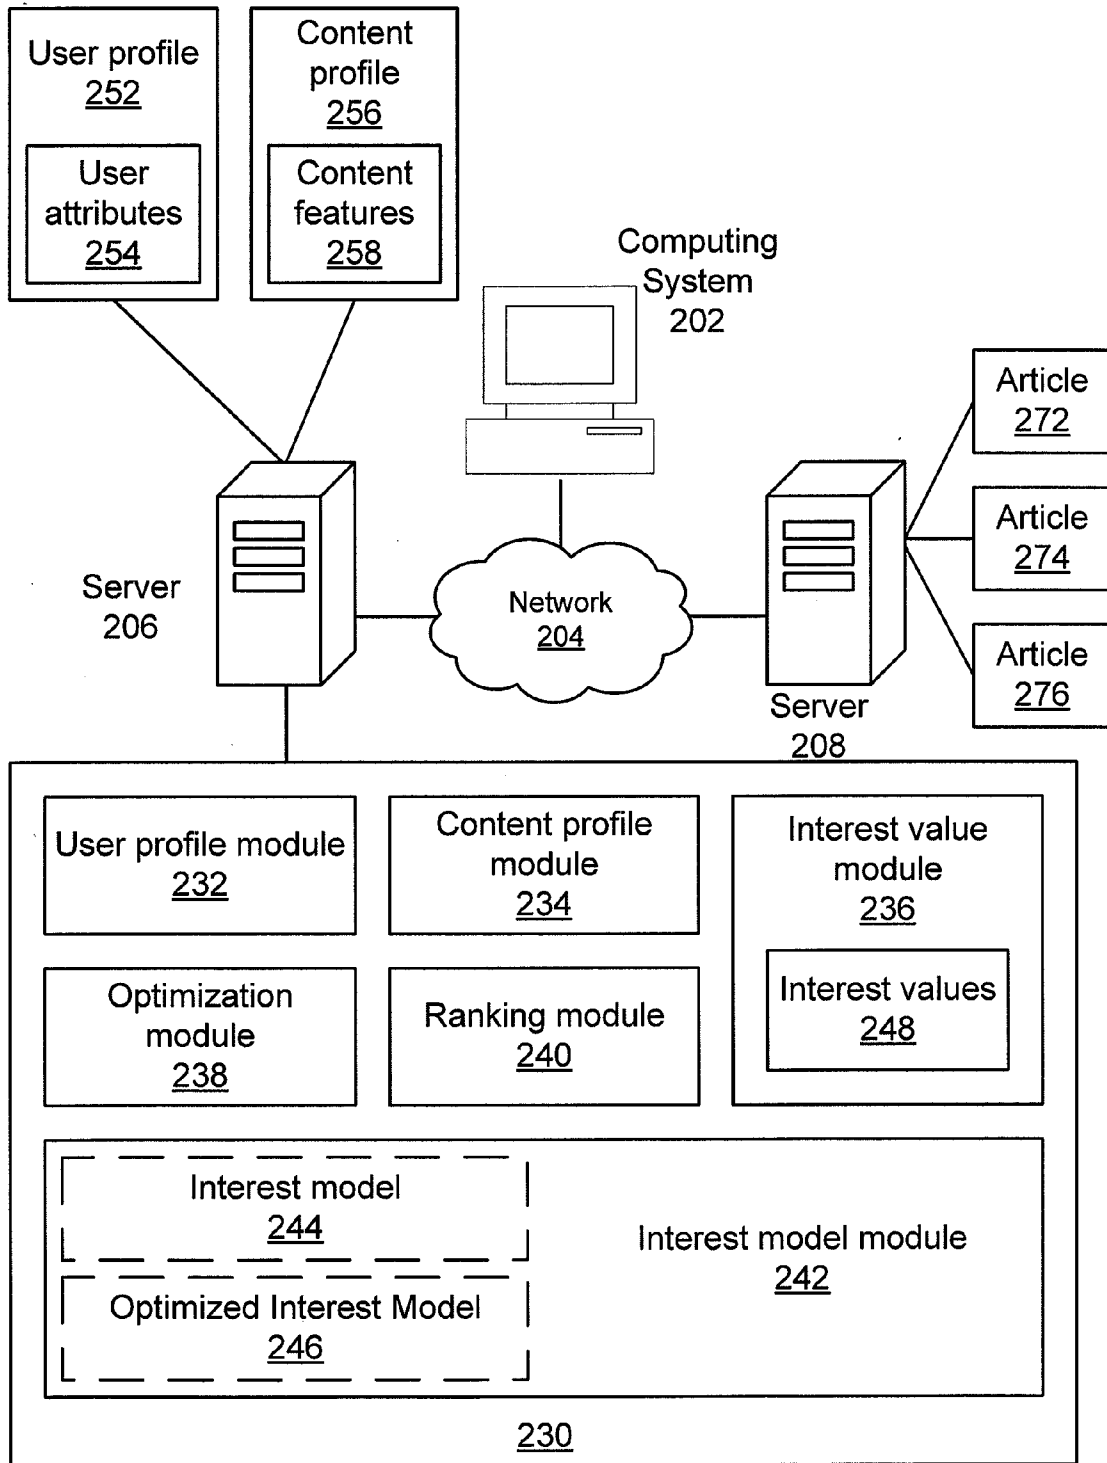 User profile
252
User
attributes
254
Content
profile
256
Content
features
258
Computing
System
202
Article
272
Article
274
Article
276
Server
206
Network
204
Server
208
User profile module
232
Content profile
module
234
Interest value
module
236
Interest values
248
Optimization
module
238
Ranking module
240
Interest model
244
Optimized Interest Model
246
Interest model module
242
230